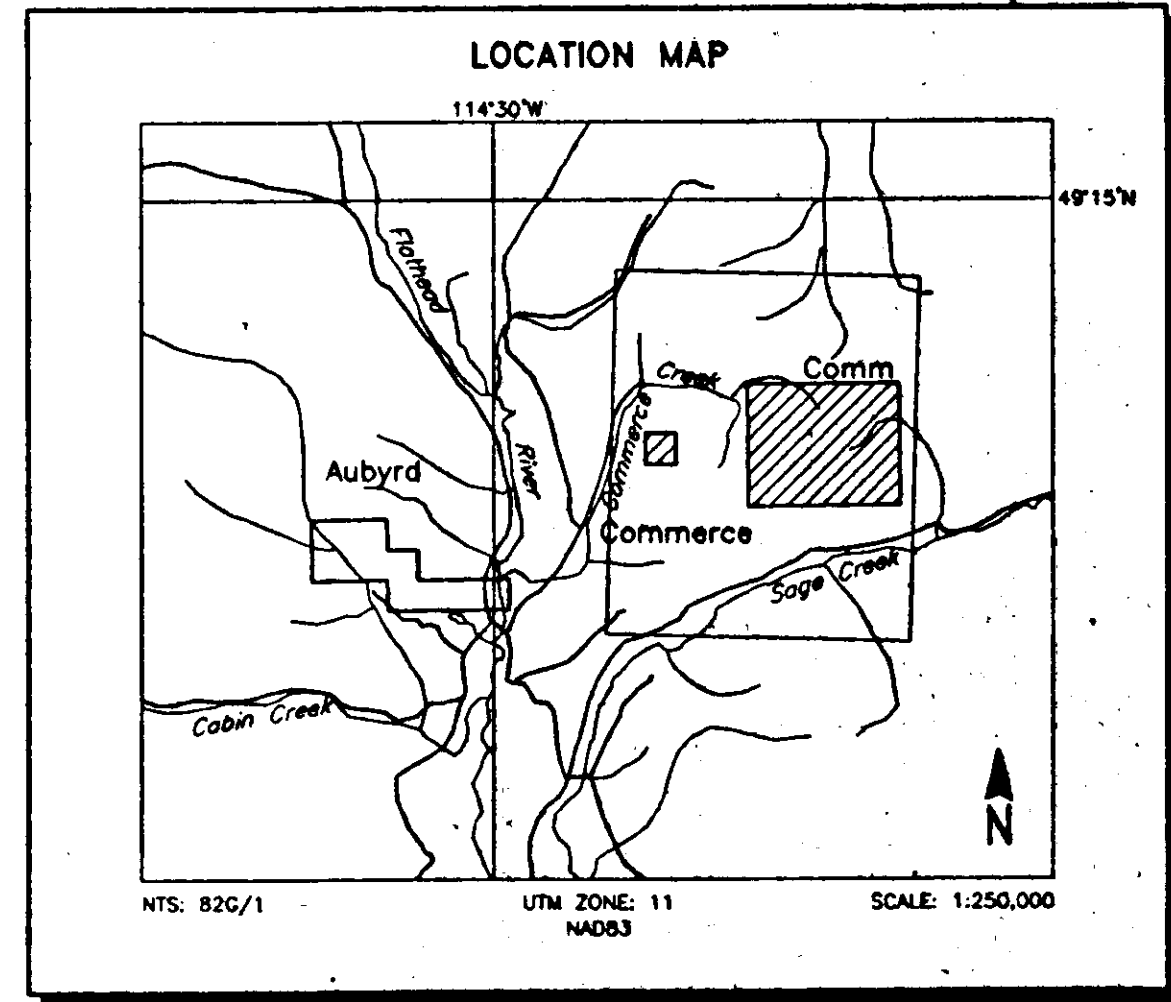 LOCATION MAP
114°30'W
49°15'N
Flathead
River
Comm
Creek
Commerce
Aubyrd
Commerce
Sage Creek
Cabin Creek
N
NTS: 82G/1
UTM ZONE: 11
SCALE: 1:250,000
NAD83